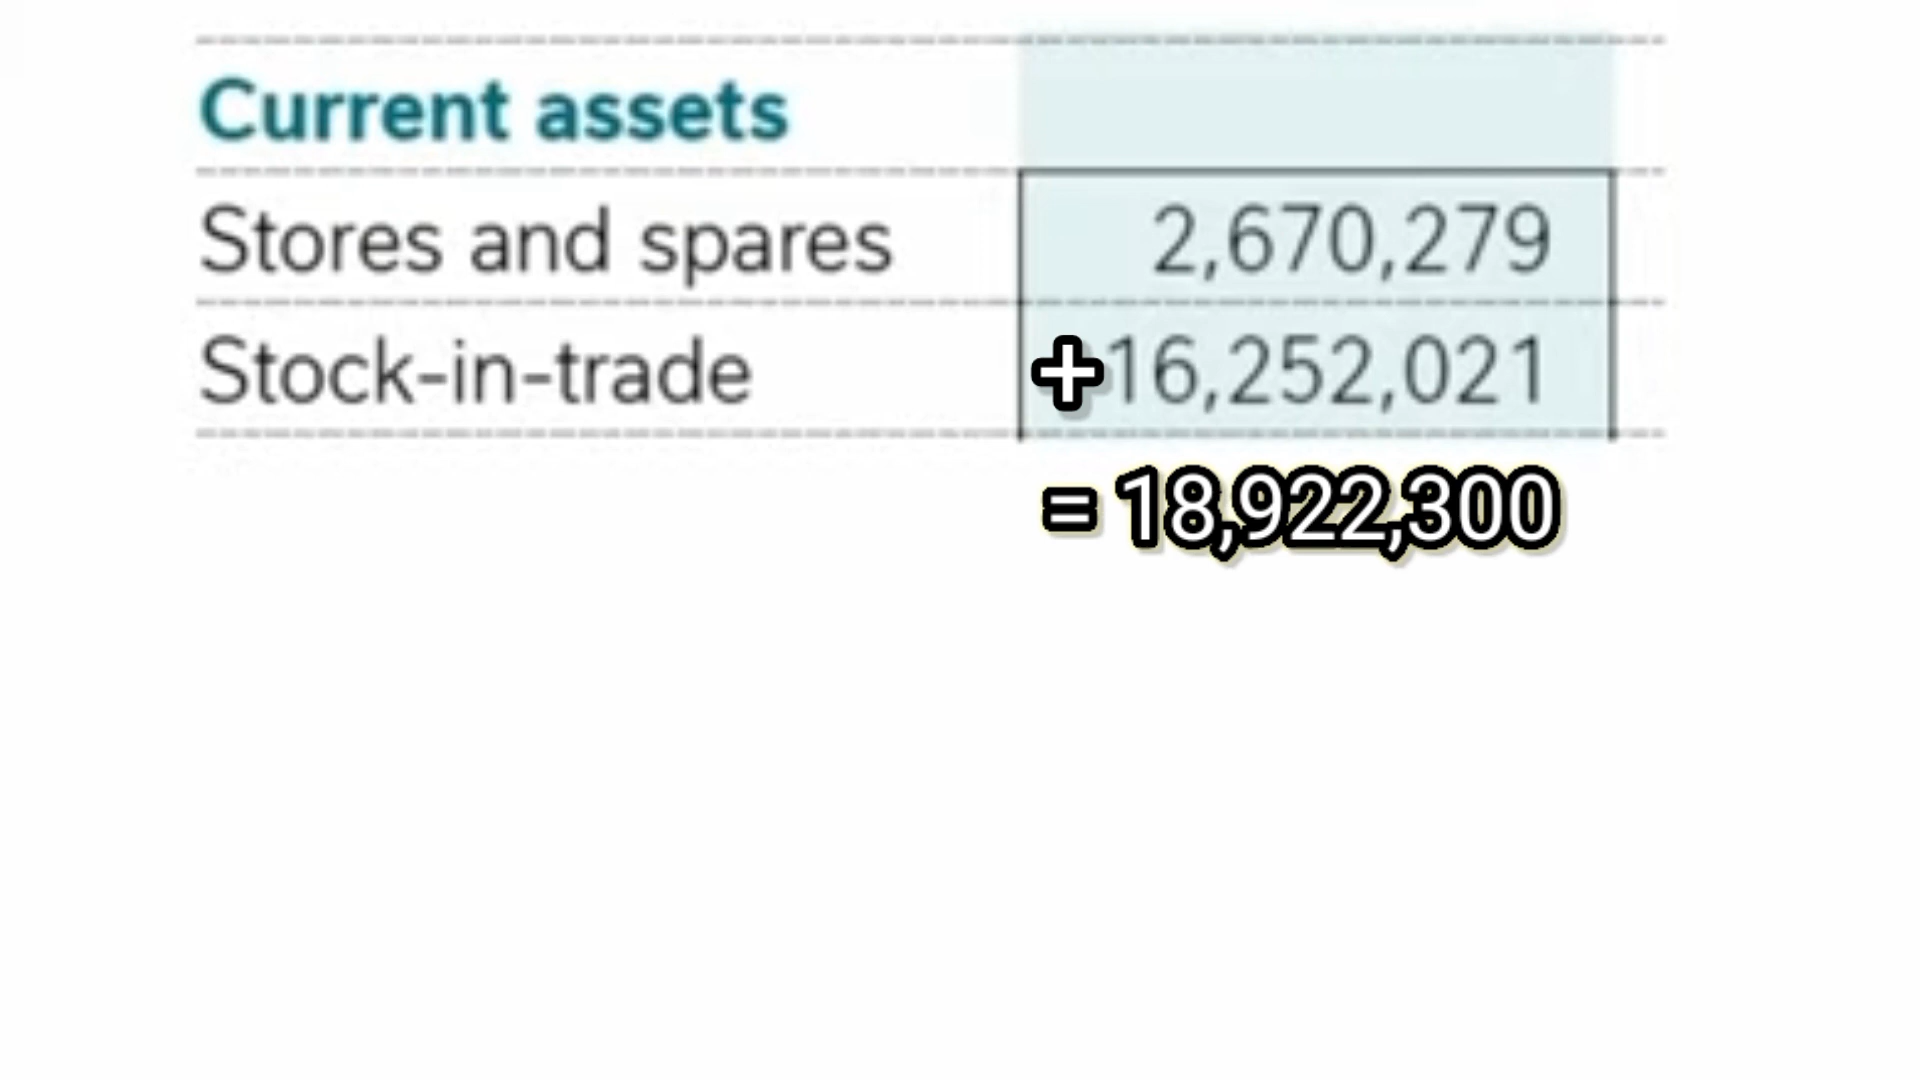 Current assets
Stores and spares 2,670,279
Stock-in-trade +16,252,021
= 18,922,300